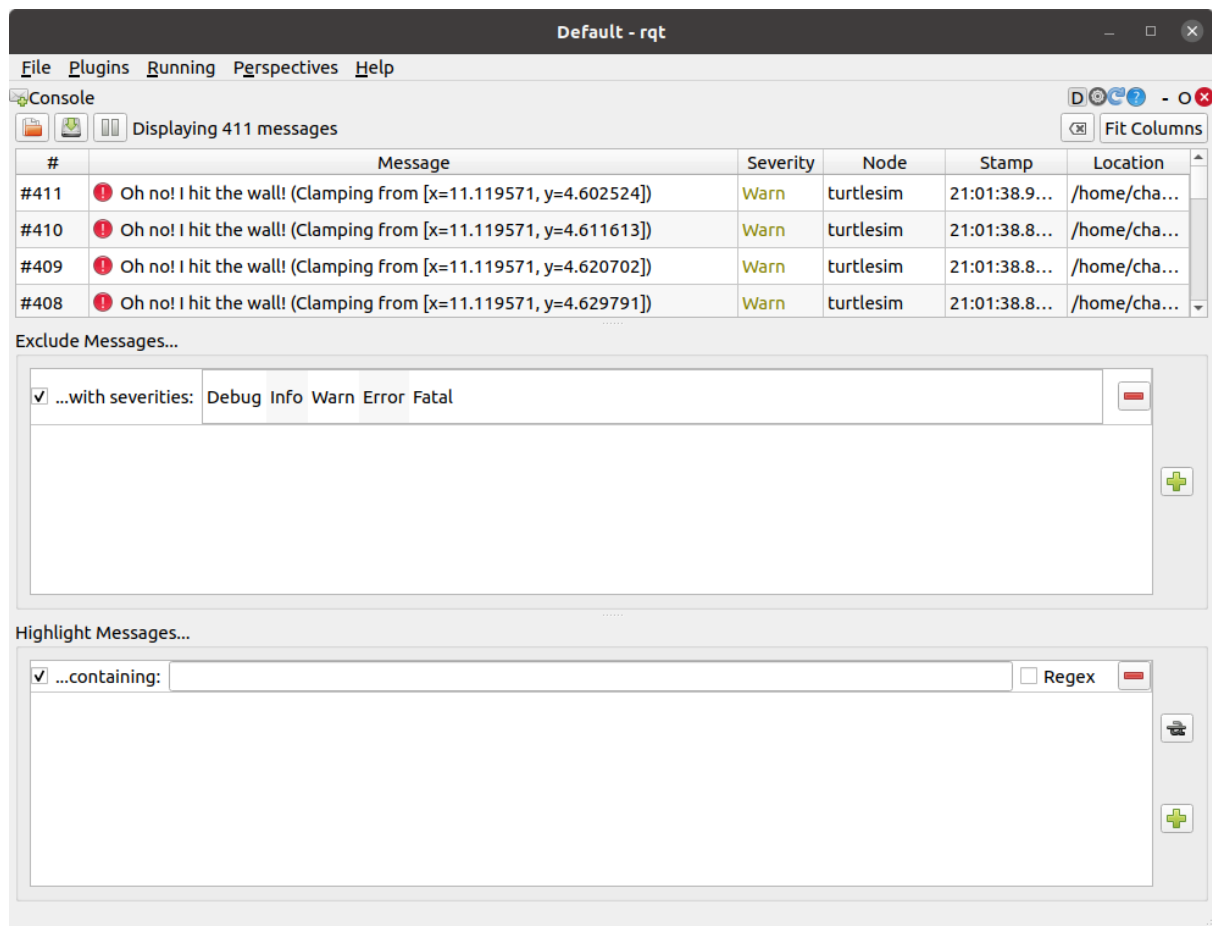 Default - rqt
File Plugins Running Perspectives Help
Console D - O
Displaying 411 messages Fit Columns
# Message Severity Node Stamp Location
#411 Oh no! I hit the wall! (Clamping from [x=11.119571, y=4.602524]) Warn turtlesim 21:01:38.9... /home/cha...
#410 Oh no! I hit the wall! (Clamping from [x=11.119571, y=4.611613]) Warn turtlesim 21:01:38.8... /home/cha...
#409 Oh no! I hit the wall! (Clamping from [x=11.119571, y=4.620702]) Warn turtlesim 21:01:38.8... /home/cha...
#408 Oh no! I hit the wall! (Clamping from [x=11.119571, y=4.629791]) Warn turtlesim 21:01:38.8... /home/cha...
Exclude Messages...
...with severities: Debug Info Warn Error Fatal
Highlight Messages...
...containing: Regex